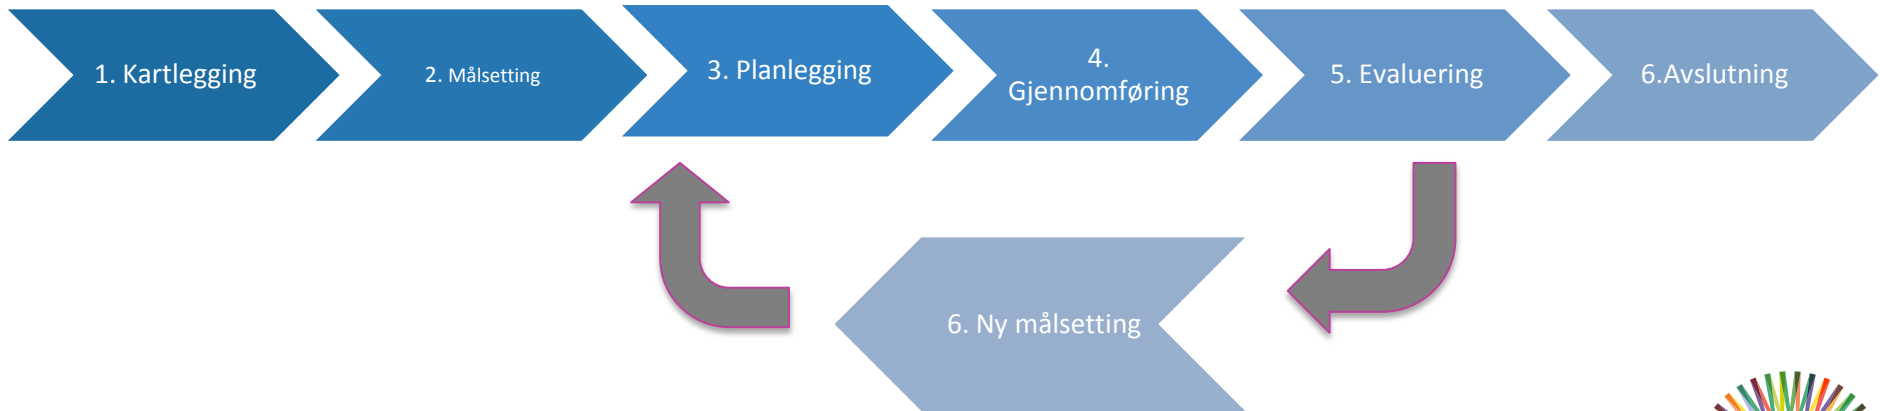 1. Kartlegging
2. Målsetting
3. Planlegging
4.
Gjennomføring
5. Evaluering
6.Avslutning
6. Ny målsetting